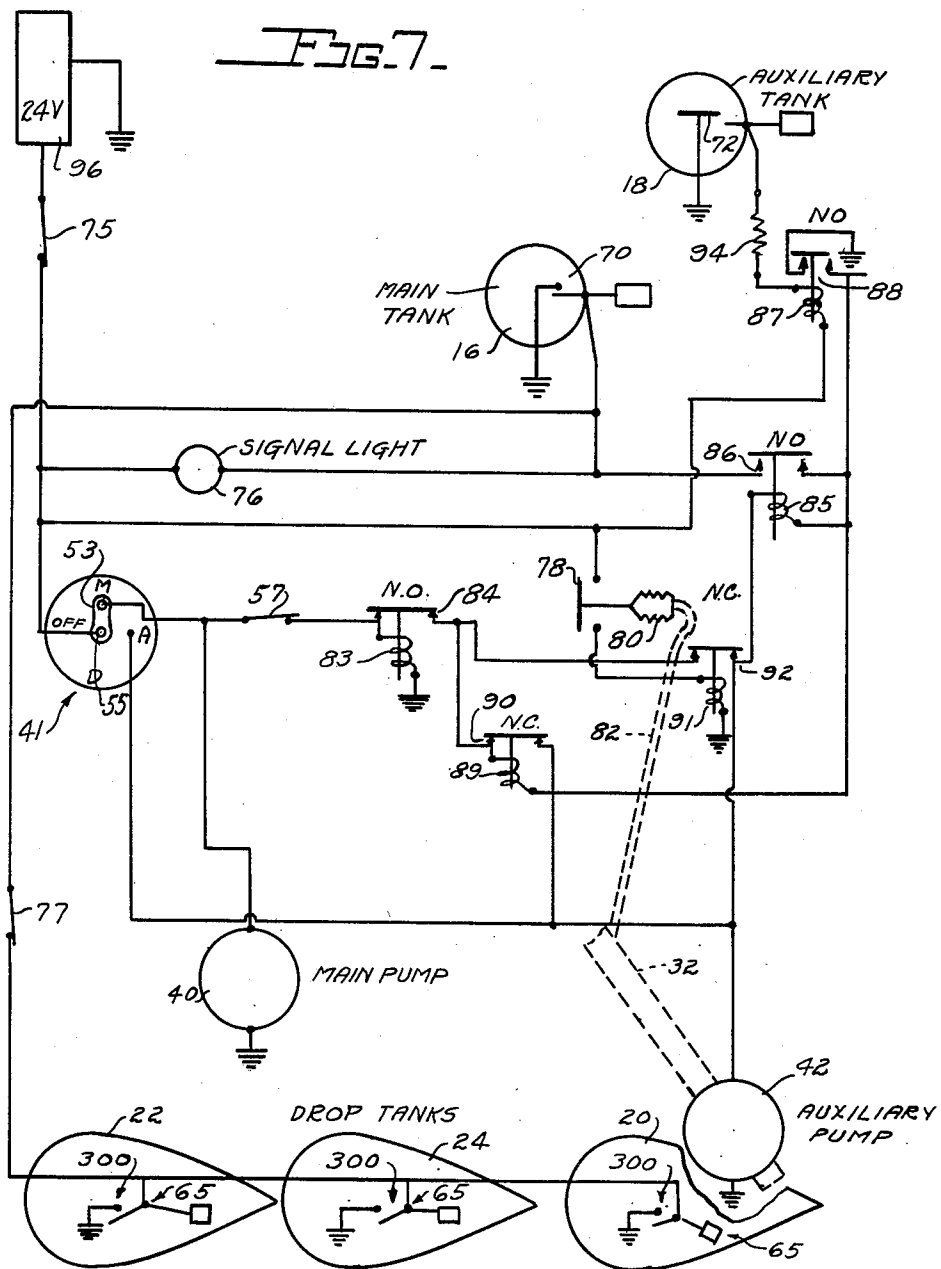 FIG.7.
24V
96
AUXILIARY
TANK
72
18
75
94
NO
88
87
70
MAIN
TANK
16
SIGNAL LIGHT
76
NO
86
85
53
M
OFF
A
D
55
41
57
N.O.
84
83
78
80
N.C.
92
91
90
N.C.
89
82
77
40
MAIN PUMP
32
42
AUXILIARY
PUMP
22
DROP TANKS
24
20
300
65
300
65
300
65